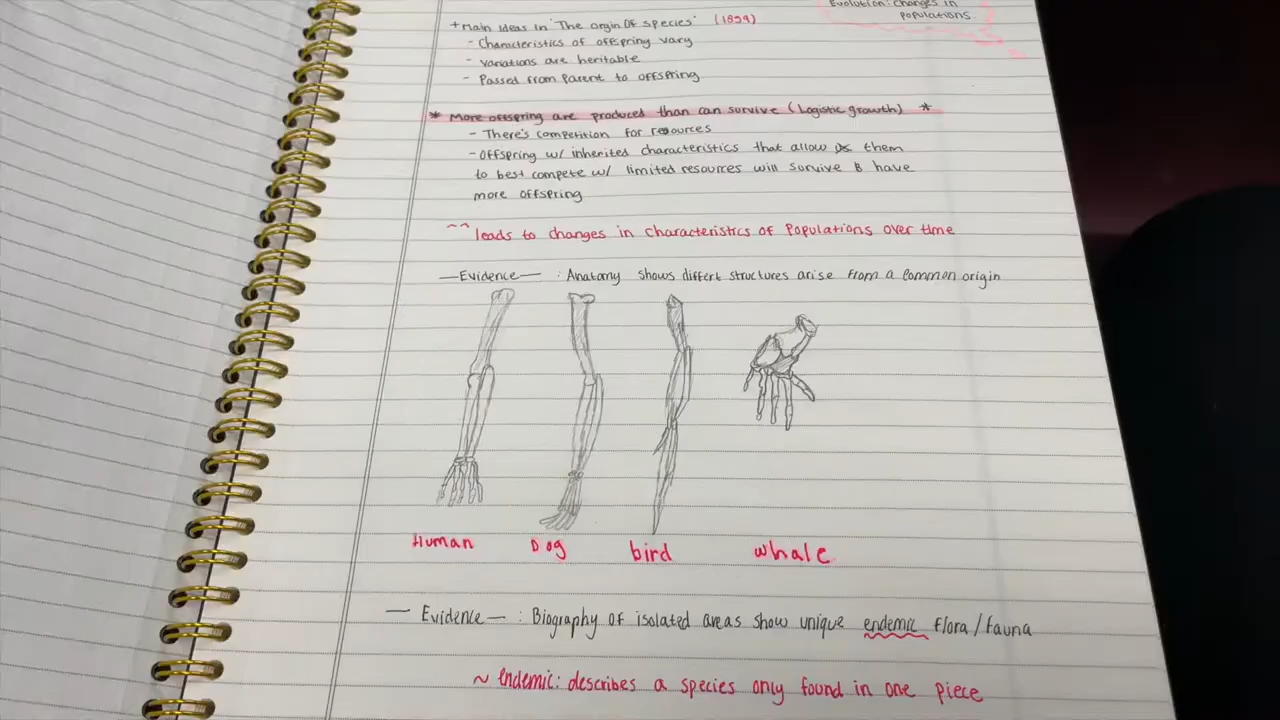 Evolution: changes in
populations.
+Main Ideas in "The orgin Of species" (1859)
- Characteristics of offspring vary
- Variations are heritable
- Passed from Parent to offspring
* More offspring are produced than can survive (Logistic growth) *
- There's competition for resources
- Offspring w/ inherited characteristics that allow them
to best compete w/ limited resources will survive & have
more offspring
~~ leads to changes in characteristics of Populations over time
—Evidence— : Anatomy shows differt structures arise from a common origin
Human Dog bird whale
— Evidence — : Biography of isolated areas show unique endemic flora/fauna
~ endemic: describes a species only found in one piece